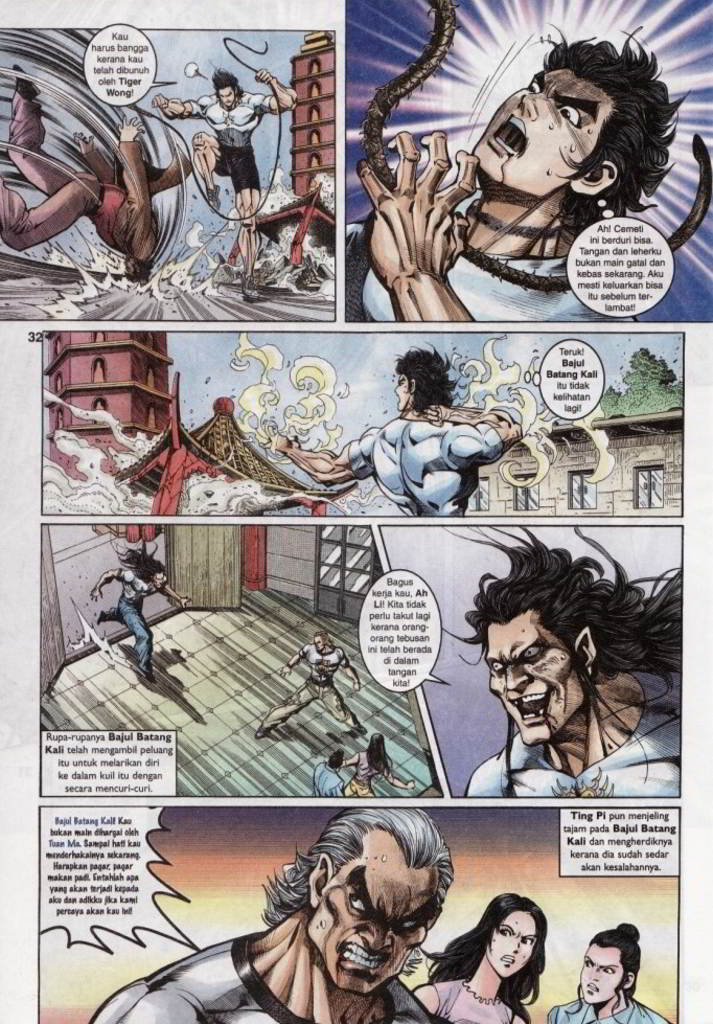 Kau
harus bangga
kerana kau
telah dibunuh
oleh Tiger
Wong!
Ah! Cemeti
ini berduri bisa.
Tangan dan leherku
bukan main gatal dan
kebas sekarang. Aku
mesti keluarkan bisa
itu sebelum ter-
lambat!
32
Teruk!
Bajul
Batang Kali
itu tidak
kelihatan
lagi!
Bagus
kerja kau, Ah
Li! Kita tidak
perlu takut lagi
kerana orang-
orang tebusan
ini telah berada
di dalam
tangan
kita!
Rupa-rupanya Bajul Batang
Kali telah mengambil peluang
itu untuk melarikan diri
ke dalam kuil itu dengan
secara mencuri-curi.
Bajul Batang Kali! Kau
bukan main dihargai oleh
Tuan Ma. Sampai hati kau
menderhakainya sekarang.
Harapkan pagar, pagar
makan padi. Entahlah apa
yang akan terjadi kepada
aku dan adikku jika kami
percaya akan kau ini!
Ting Pi pun menjeling
tajam pada Bajul Batang
Kali dan mengherdiknya
kerana dia sudah sedar
akan kesalahannya.